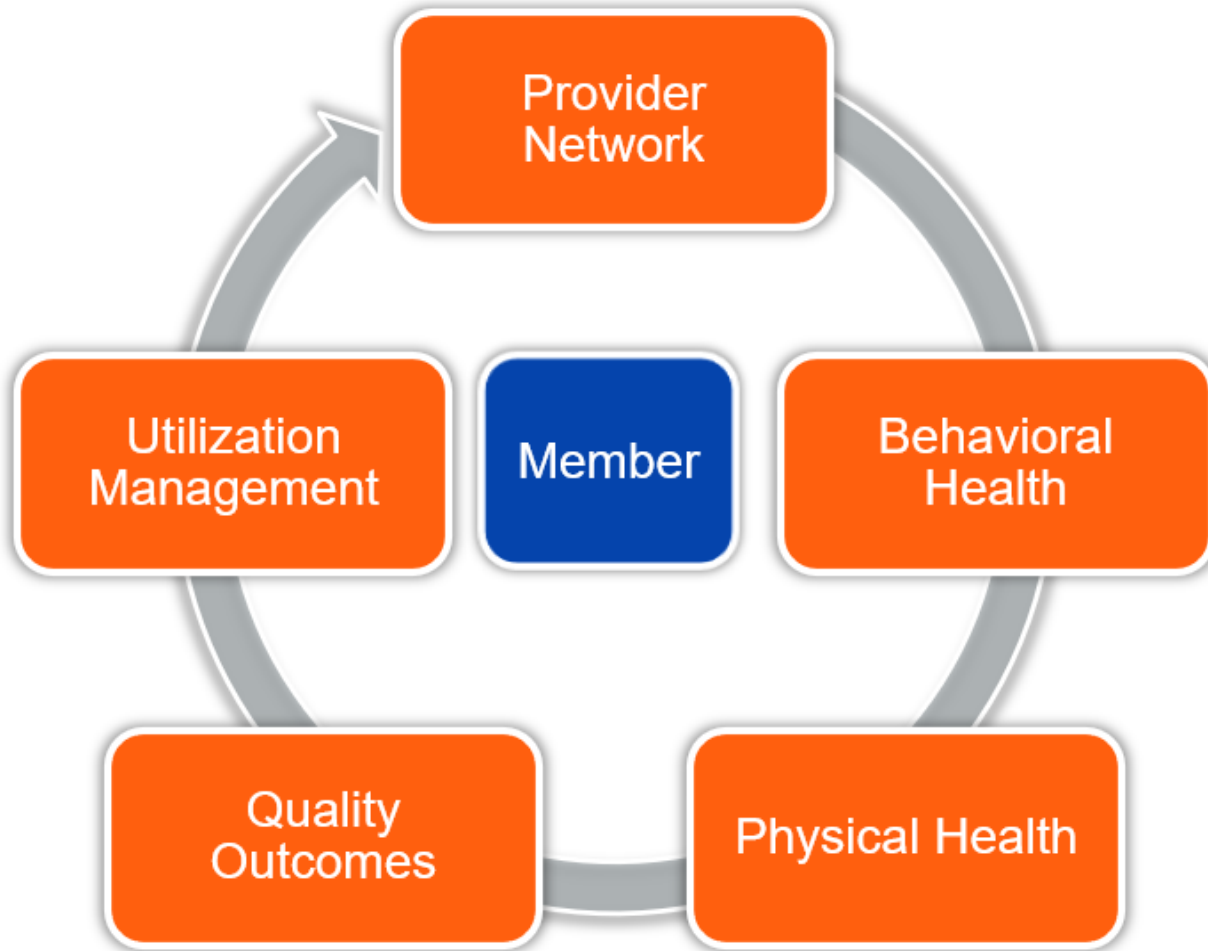 Provider
Network
Utilization
Management
Member
Behavioral
Health
Quality
Outcomes
Physical Health